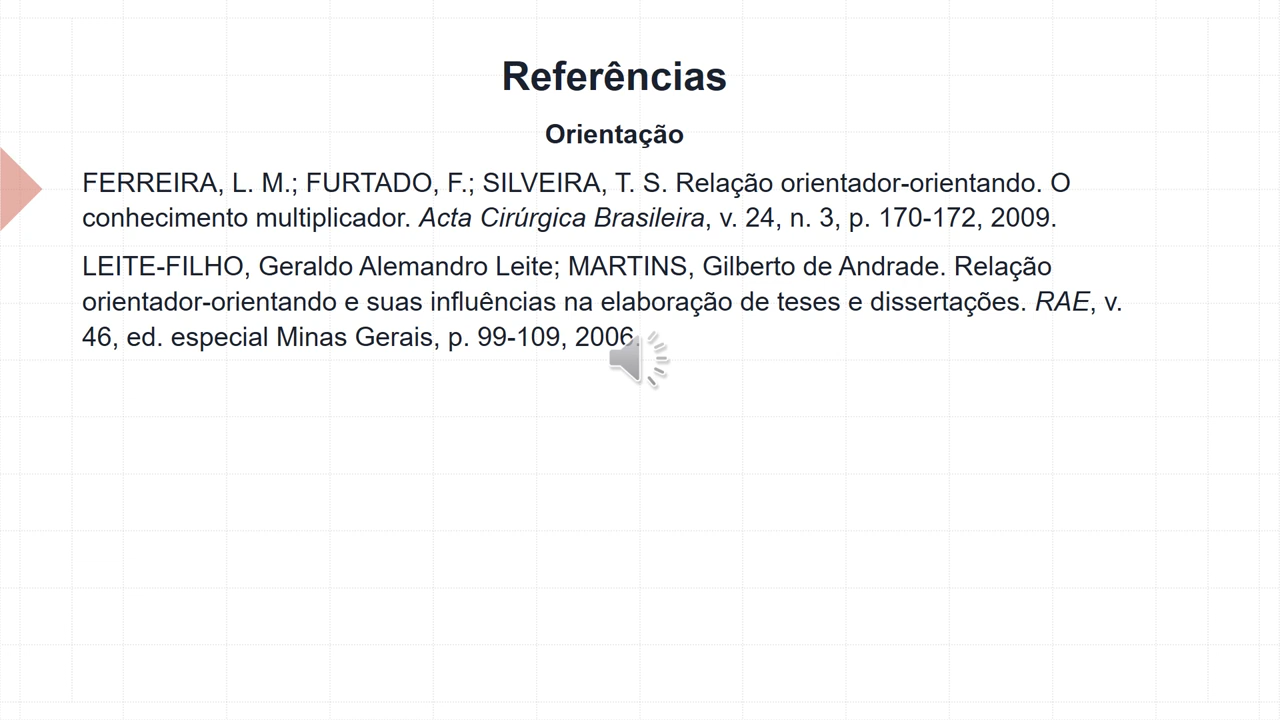 Referências
Orientação
FERREIRA, L. M.; FURTADO, F.; SILVEIRA, T. S. Relação orientador-orientando. O
conhecimento multiplicador. Acta Cirúrgica Brasileira, v. 24, n. 3, p. 170-172, 2009.
LEITE-FILHO, Geraldo Alemandro Leite; MARTINS, Gilberto de Andrade. Relação
orientador-orientando e suas influências na elaboração de teses e dissertações. RAE, v.
46, ed. especial Minas Gerais, p. 99-109, 2006.